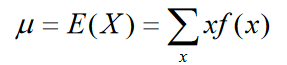 μ = E(X) = ∑ₓ xf(x)